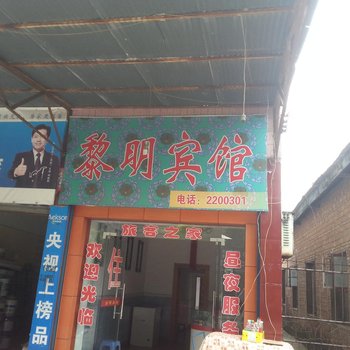 黎明宾馆
电话：2200301
旅客之家
欢迎光临
住
昼夜服务
央视上榜品